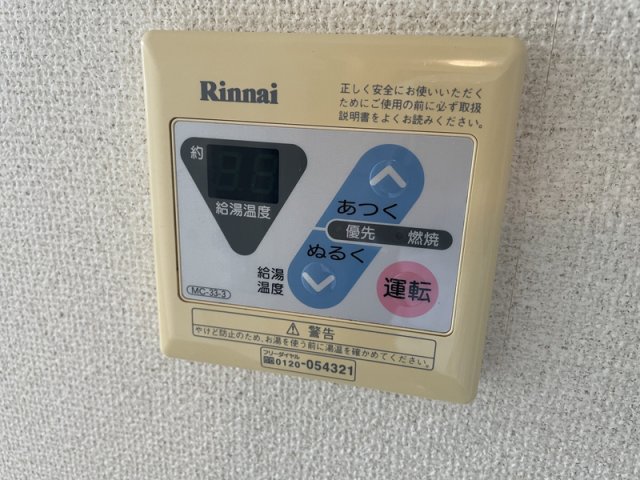 Rinnai
正しく安全にお使いいただく
ためにご使用の前に必ず取扱
説明書をよくお読みください。
約
給湯温度
あつく
優先 燃焼
ぬるく
給湯
温度
運転
MC-33-3
警告
やけど防止のため、お湯を使う前に湯温を確かめてください。
フリーダイヤル
0120-054321